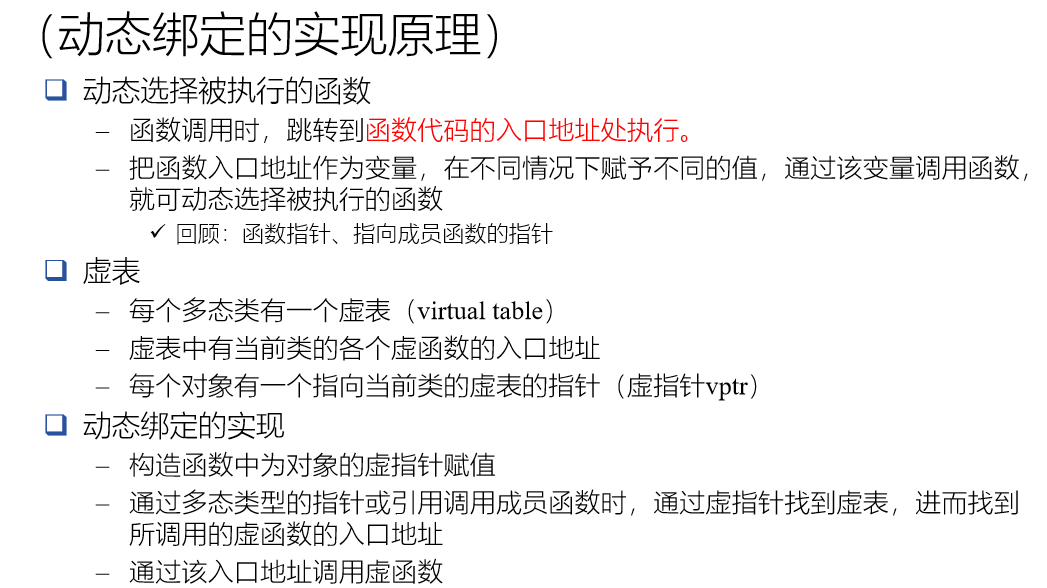 （动态绑定的实现原理）
动态选择被执行的函数
– 函数调用时，跳转到函数代码的入口地址处执行。
– 把函数入口地址作为变量，在不同情况下赋予不同的值，通过该变量调用函数，
就可动态选择被执行的函数
✓ 回顾：函数指针、指向成员函数的指针
虚表
– 每个多态类有一个虚表（virtual table）
– 虚表中有当前类的各个虚函数的入口地址
– 每个对象有一个指向当前类的虚表的指针（虚指针vptr）
动态绑定的实现
– 构造函数中为对象的虚指针赋值
– 通过多态类型的指针或引用调用成员函数时，通过虚指针找到虚表，进而找到
所调用的虚函数的入口地址
– 通过该入口地址调用虚函数